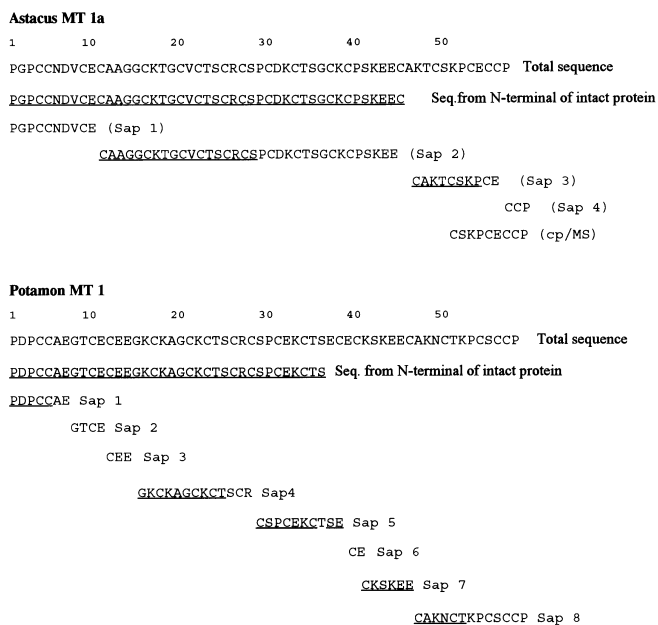 Astacus MT 1a
1 10 20 30 40 50
PGPCCNDVCECAAGGCKTGCVCTSCRCSPCDKCTSGCKCPSKEECAKTCSKPCECCP Total sequence
PGPCCNDVCECAAGGCKTGCVCTSCRCSPCDKCTSGCKCPSKEEC Seq.from N-terminal of intact protein
PGPCCNDVCE (Sap 1)
CAAGGCKTGCVCTSCRCSPCDKCTSGCKCPSKEE (Sap 2)
CAKTCSKPCE (Sap 3)
CCP (Sap 4)
CSKPCECCP (cp/MS)
Potamon MT 1
1 10 20 30 40 50
PDPCCAEGTCECEEGKCKAGCKCTSCRCSPCEKCTSECECKSKEECAKNCTKPCSCCP Total sequence
PDPCCAEGTCECEEGKCKAGCKCTSCRCSPCEKCTS Seq. from N-terminal of intact protein
PDPCCAE Sap 1
GTCE Sap 2
CEE Sap 3
GKCKAGCKCTSCR Sap4
CSPCEKCTSE Sap 5
CE Sap 6
CKSKEE Sap 7
CAKNCTKPCSCCP Sap 8